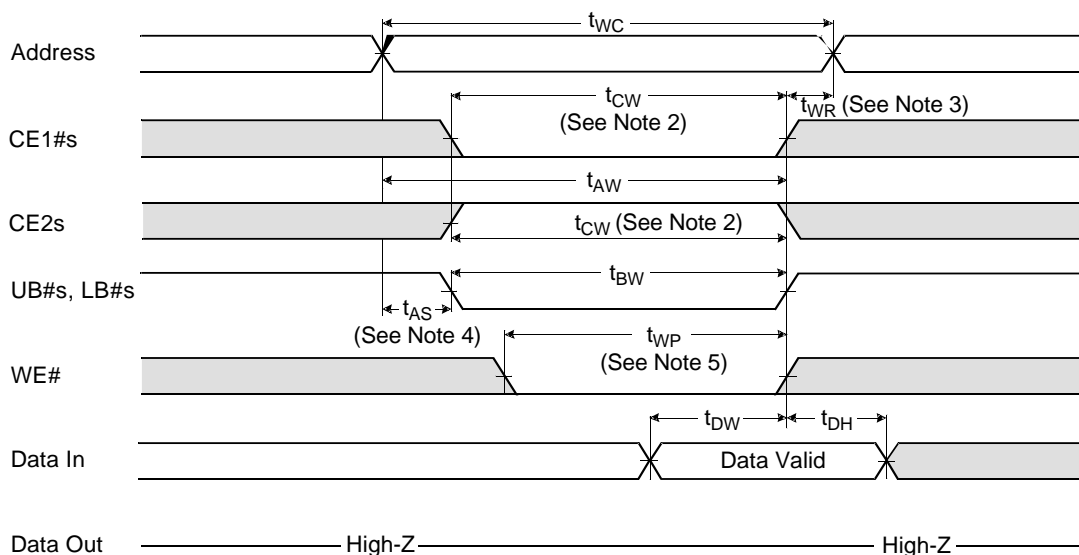 tWC
Address
tCW
(See Note 2)
tWR (See Note 3)
CE1#s
tAW
CE2s
tCW (See Note 2)
tBW
UB#s, LB#s
tAS
(See Note 4)
tWP
(See Note 5)
WE#
tDW
tDH
Data In
Data Valid
Data Out
High-Z
High-Z